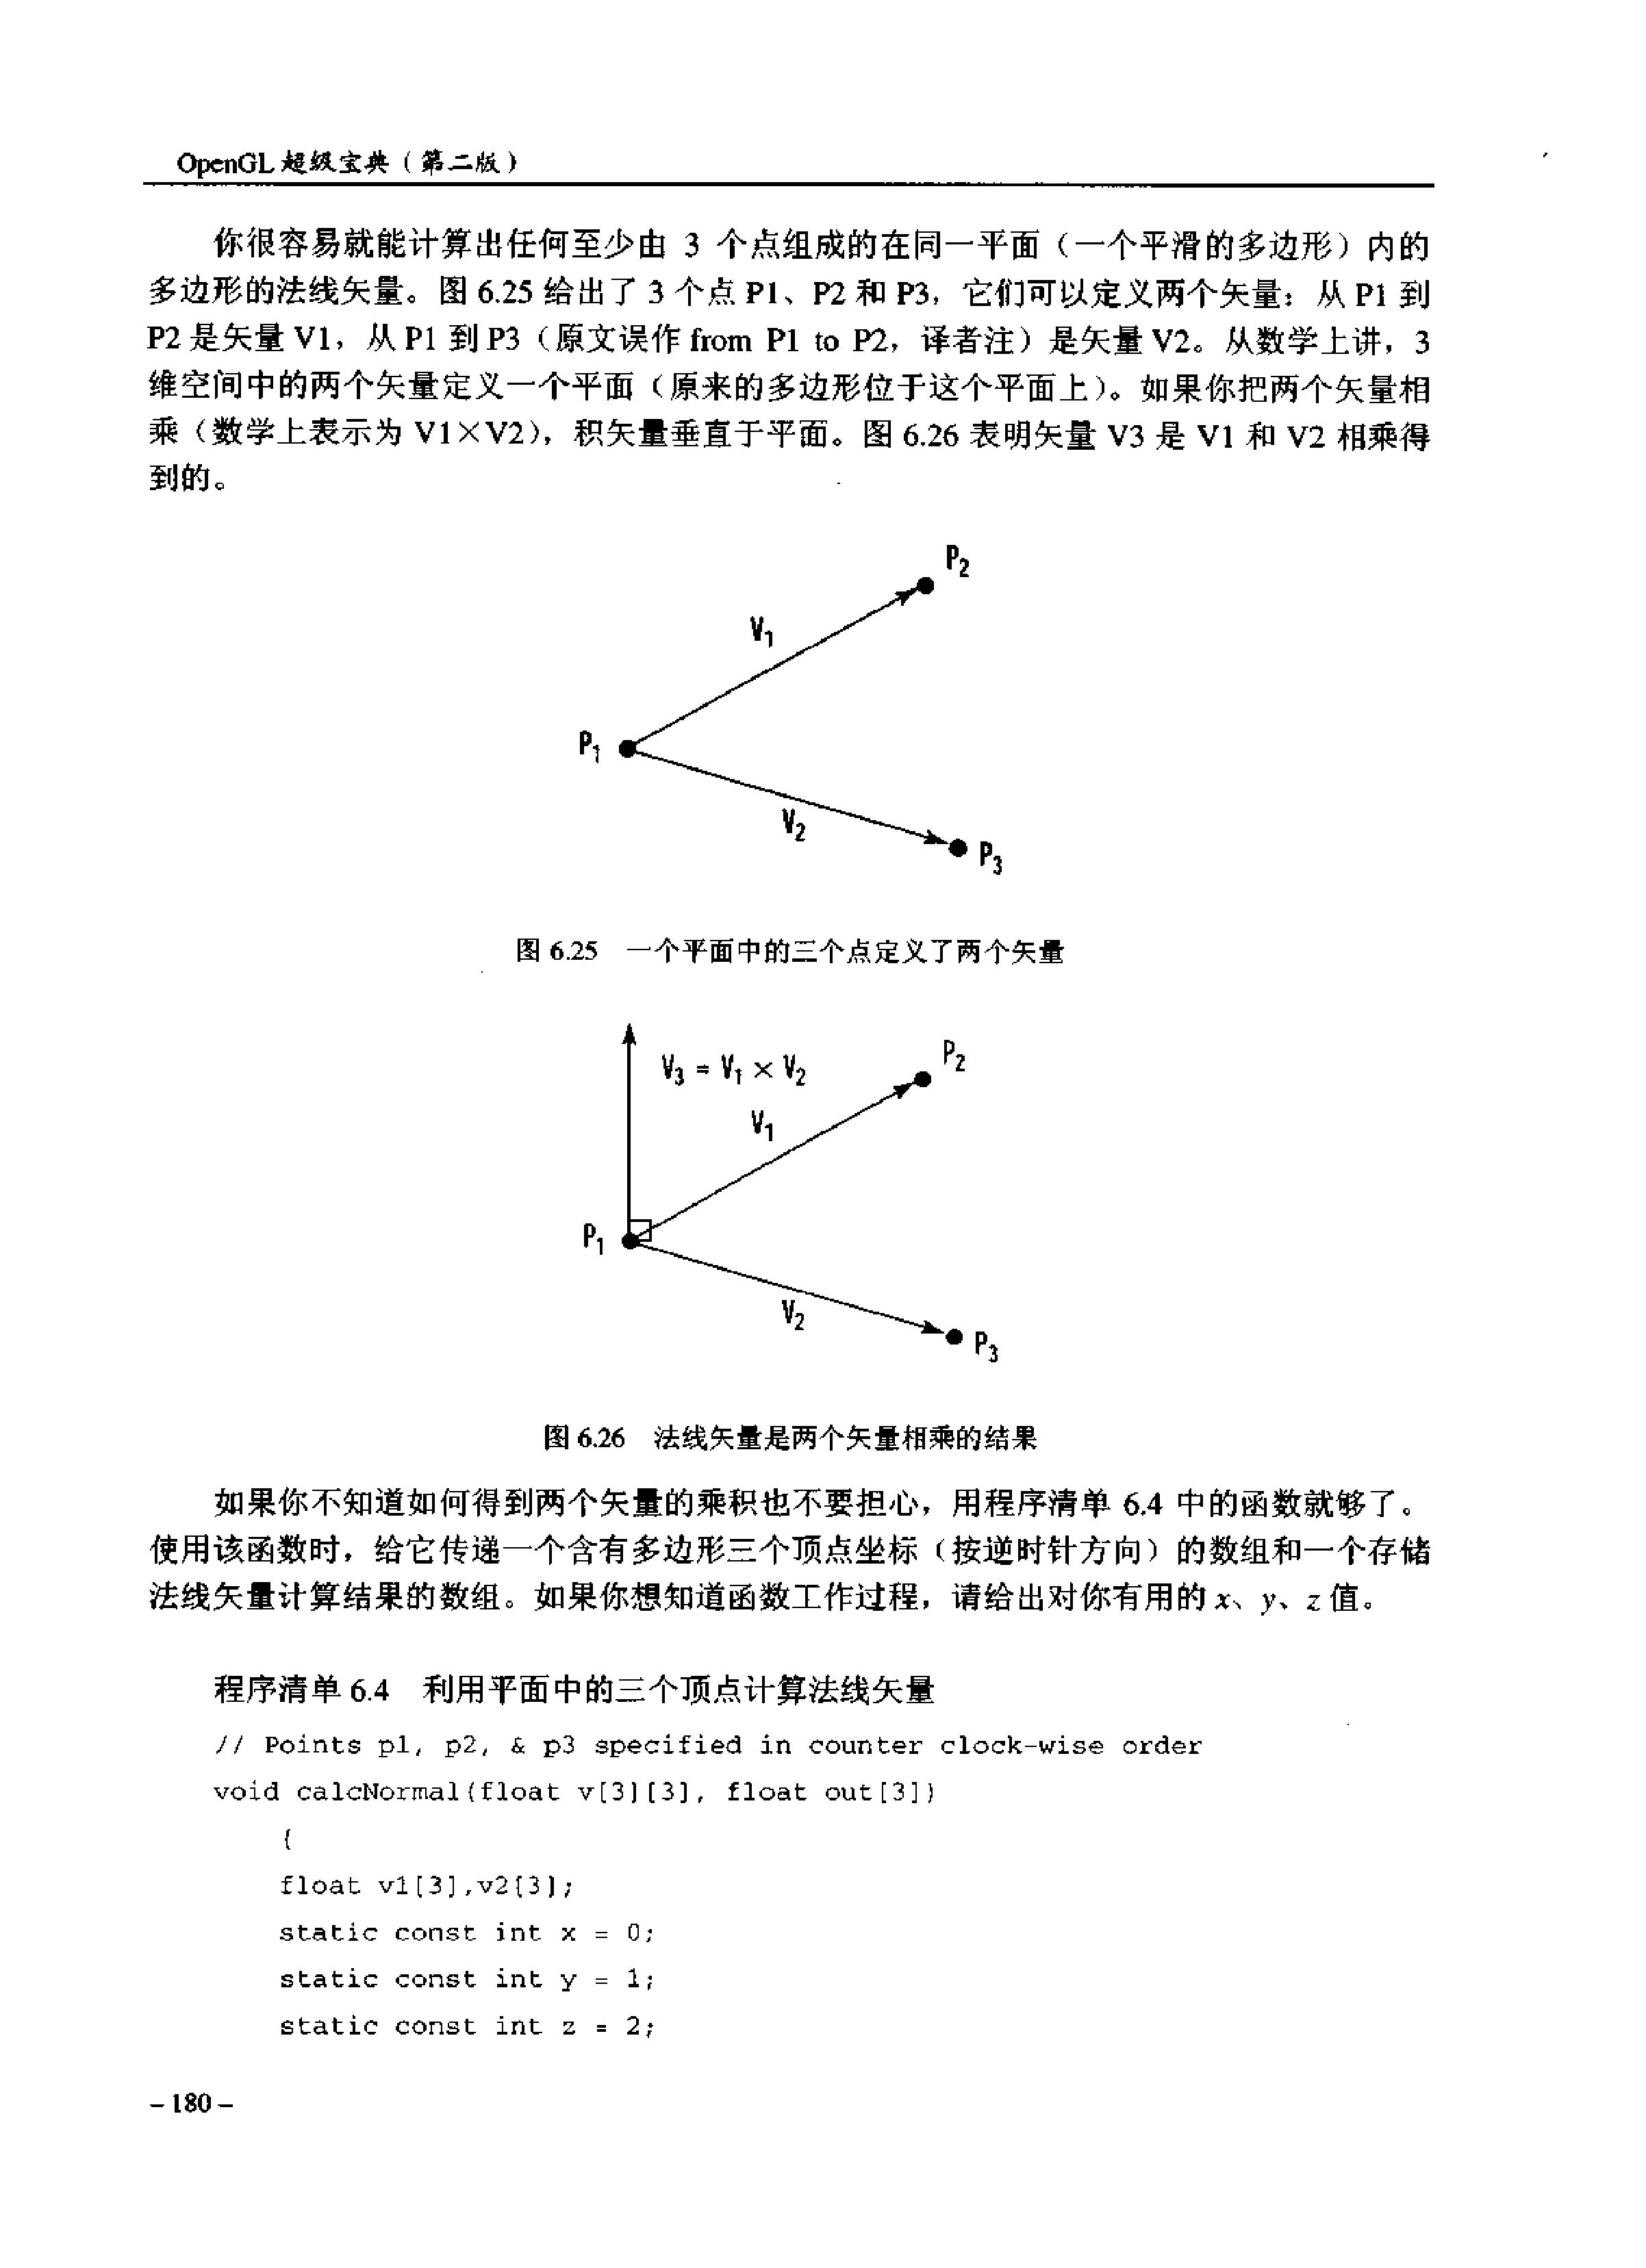 OpenGL 超级宝典（第二版）
你很容易就能计算出任何至少由 3 个点组成的在同一平面（一个平滑的多边形）内的
多边形的法线矢量。图 6.25 给出了 3 个点 P1、P2 和 P3，它们可以定义两个矢量：从 P1 到
P2 是矢量 V1，从 P1 到 P3（原文误作 from P1 to P2，译者注）是矢量 V2。从数学上讲，3
维空间中的两个矢量定义一个平面（原来的多边形位于这个平面上）。如果你把两个矢量相
乘（数学上表示为 V1×V2），积矢量垂直于平面。图 6.26 表明矢量 V3 是 V1 和 V2 相乘得
到的。
P2
V1
P1
V2
P3
图 6.25 一个平面中的三个点定义了两个矢量
V3 = V1 × V2
P2
V1
P1
V2
P3
图 6.26 法线矢量是两个矢量相乘的结果
如果你不知道如何得到两个矢量的乘积也不要担心，用程序清单 6.4 中的函数就够了。
使用该函数时，给它传递一个含有多边形三个顶点坐标（按逆时针方向）的数组和一个存储
法线矢量计算结果的数组。如果你想知道函数工作过程，请给出对你有用的 x、y、z 值。
程序清单 6.4 利用平面中的三个顶点计算法线矢量
// Points p1, p2, & p3 specified in counter clock-wise order
void calcNormal(float v[3][3], float out[3])
{
float v1[3],v2[3];
static const int x = 0;
static const int y = 1;
static const int z = 2;
– 180 –